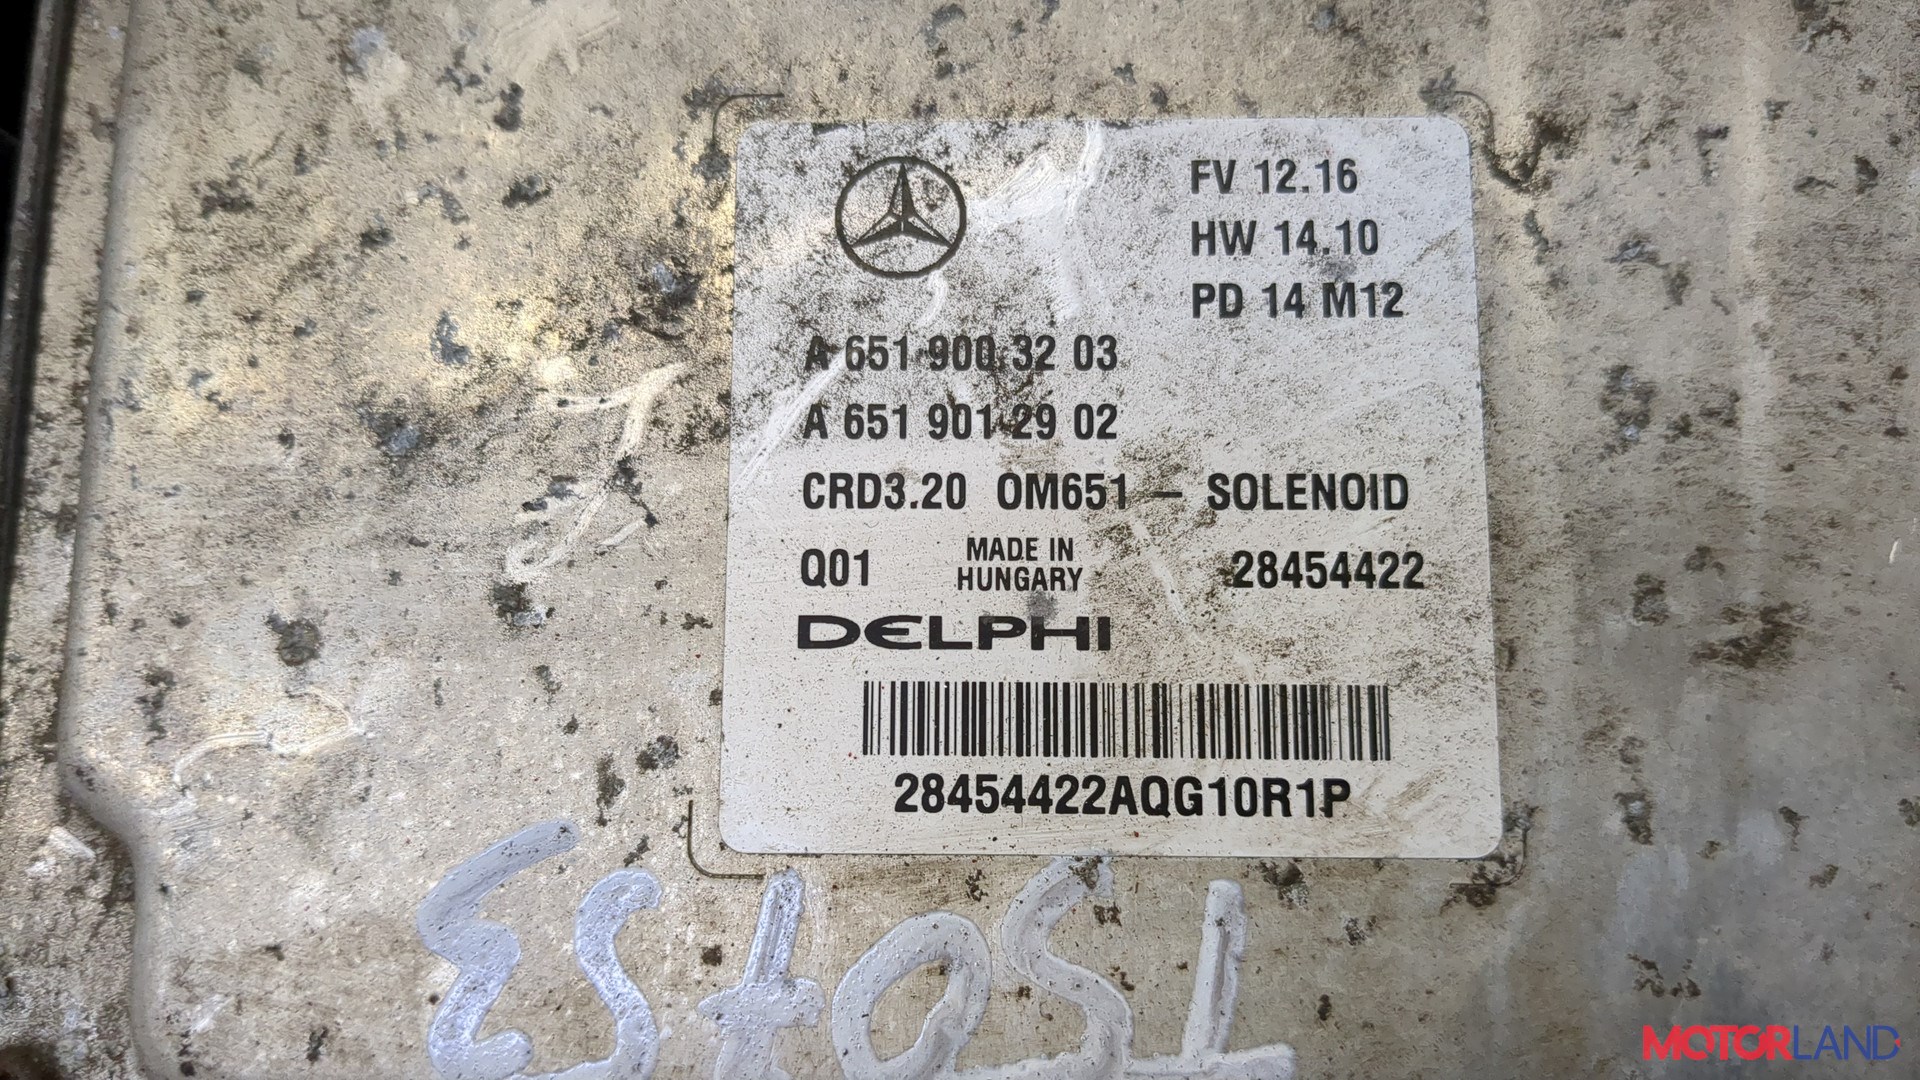 FV 12.16
HW 14.10
PD 14 M12
A 651 900 32 03
A 651 901 29 02
CRD3.20 OM651 – SOLENOID
Q01 MADE IN HUNGARY 28454422
DELPHI
28454422AQG10R1P
MOTORLAND